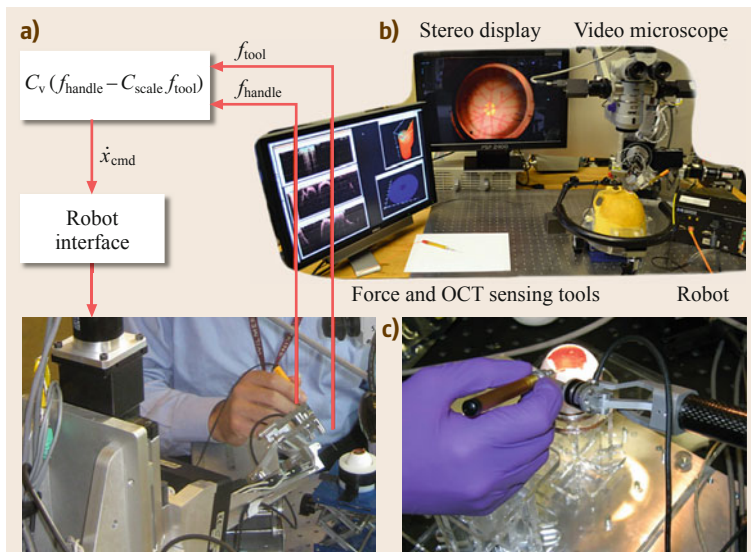 a)
f_tool
C_v (f_handle – C_scale f_tool)
f_handle
ẋ_cmd
Robot
interface
b) Stereo display Video microscope
Force and OCT sensing tools Robot
c)